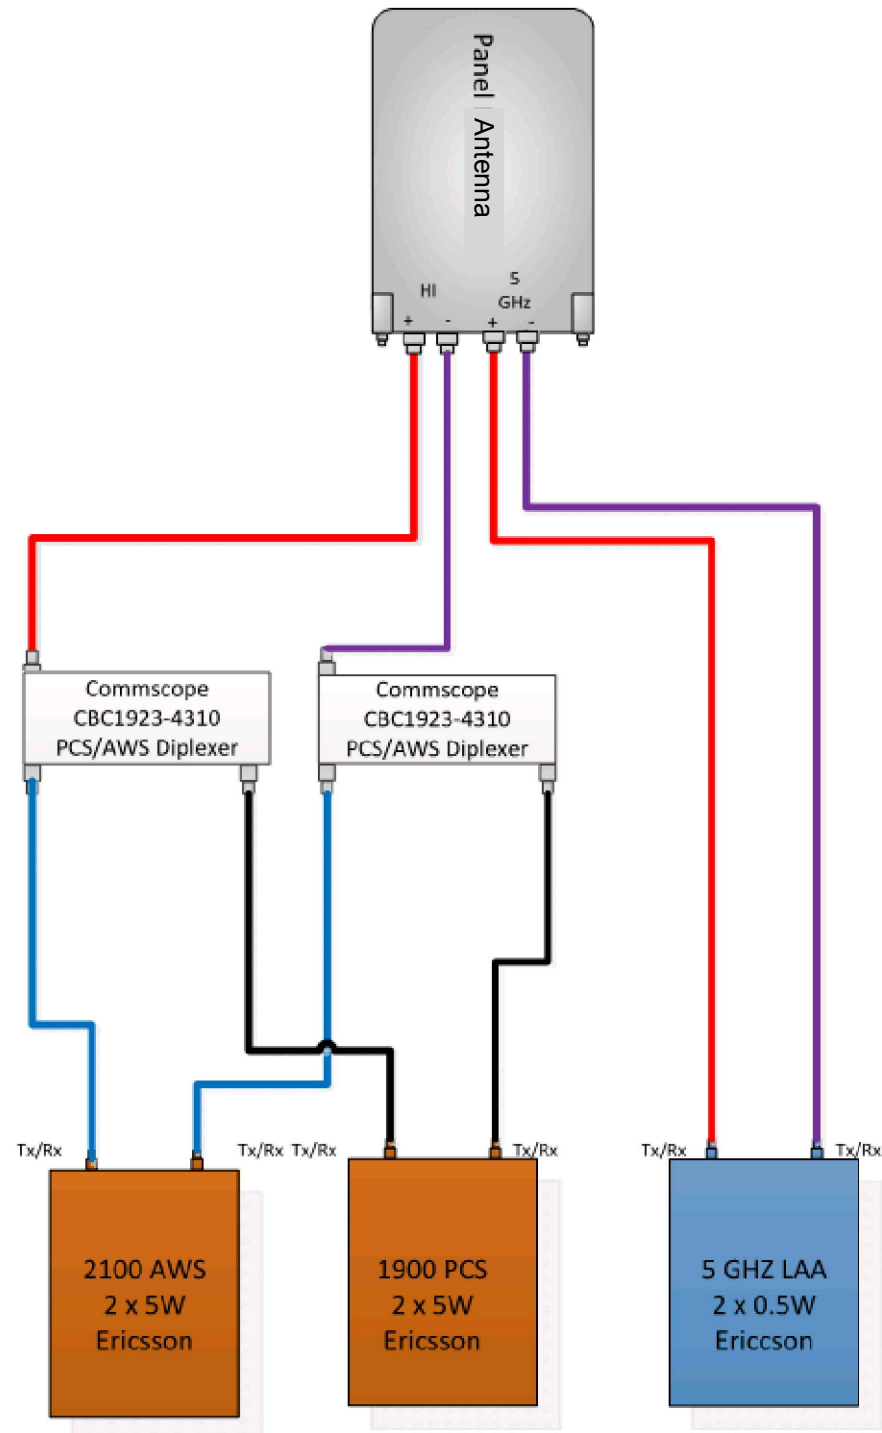 Panel Antenna
HI
5
GHz
+ - + -
Commscope
CBC1923-4310
PCS/AWS Diplexer
Commscope
CBC1923-4310
PCS/AWS Diplexer
Tx/Rx Tx/Rx Tx/Rx Tx/Rx Tx/Rx Tx/Rx
2100 AWS
2 x 5W
Ericsson
1900 PCS
2 x 5W
Ericsson
5 GHZ LAA
2 x 0.5W
Ericcson